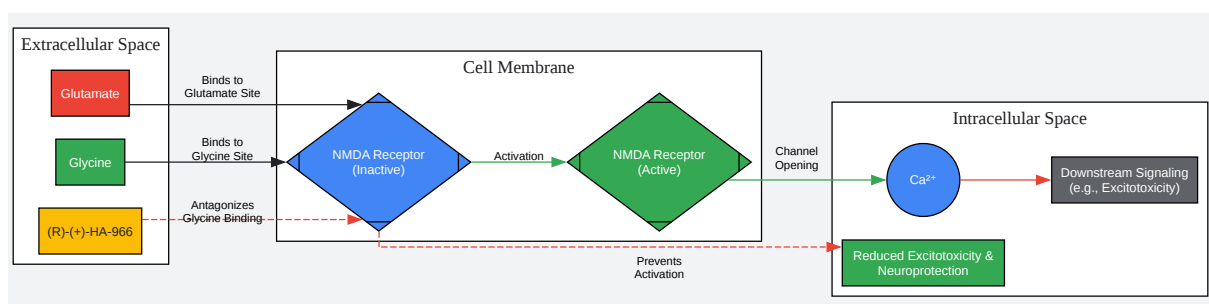 Extracellular Space
Glutamate
Glycine
(R)-(+)-HA-966
Binds to
Glutamate Site
Binds to
Glycine Site
Antagonizes
Glycine Binding
Cell Membrane
NMDA Receptor
(Inactive)
Activation
NMDA Receptor
(Active)
Prevents
Activation
Channel
Opening
Intracellular Space
Ca²⁺
Downstream Signaling
(e.g., Excitotoxicity)
Reduced Excitotoxicity &
Neuroprotection